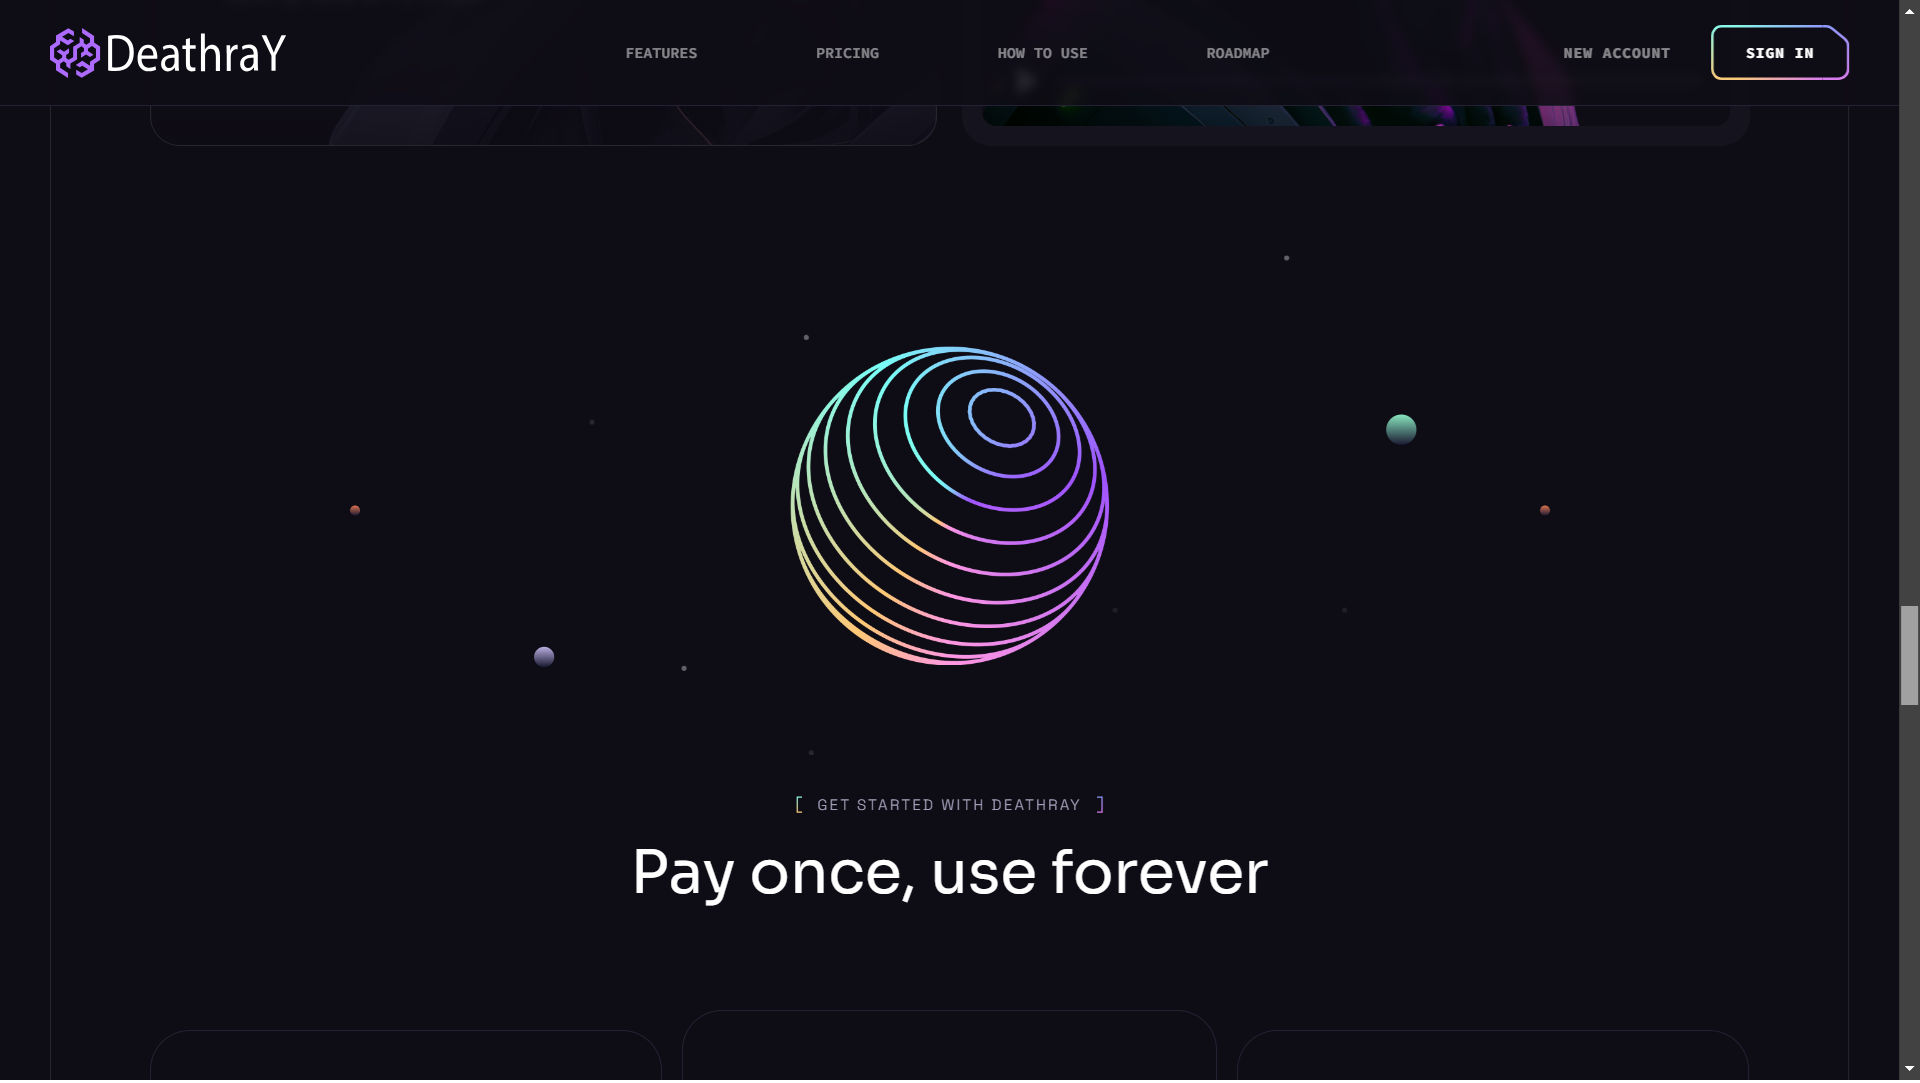 DeathraY
FEATURES
PRICING
HOW TO USE
ROADMAP
NEW ACCOUNT
SIGN IN
[ GET STARTED WITH DEATHRAY ]
Pay once, use forever